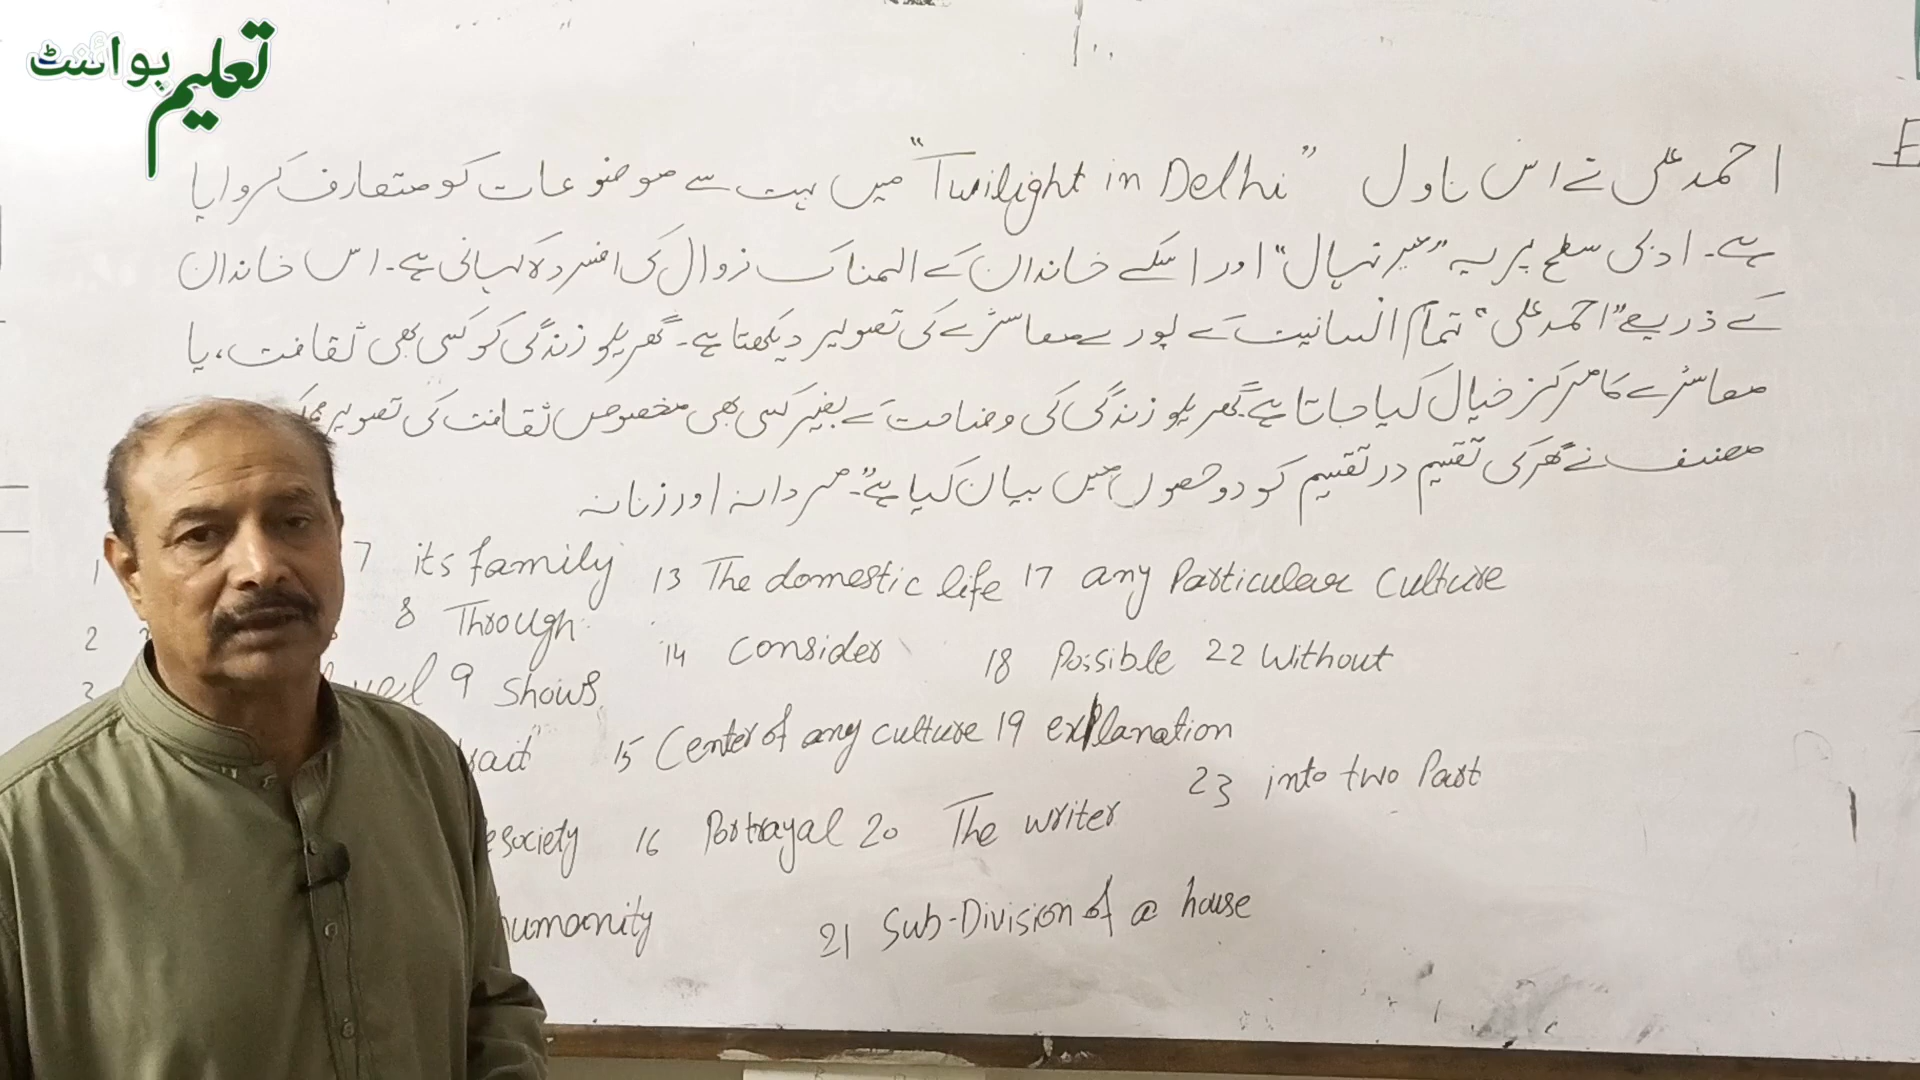 تعلیم پوائنٹ
احمد علی نے اس ناول "Twilight in Delhi" میں بہت سے موضوعات کو متعارف کروایا
ہے۔ ادبی سطح پر یہ "میر نہال" اور اسکے خاندان کے المناک زوال کی افسردہ کہانی ہے۔ اس خاندان
کے ذریعے "احمد علی" تمام انسانیت کے پورے معاشرے کی تصویر دیکھتا ہے۔ گھریلو زندگی کو کسی بھی ثقافت، یا
معاشرے کا مرکز خیال کیا جاتا ہے۔ گھریلو زندگی کی وضاحت کے بغیر کسی بھی مخصوص ثقافت کی تصویر
مصنف نے گھر کی تقسیم در تقسیم کو دو حصوں میں بیان کیا ہے۔ "مردانہ اور زنانہ
1 7 its family 13 The domestic life 17 any Particular Culture
2 8 Through 14 Consider 18 Possible 22 Without
3 9 Shows 15 Center of any culture 19 explanation
16 Portrayal 20 The writer 23 into two Part
society
humanity 21 Sub-Division of a house